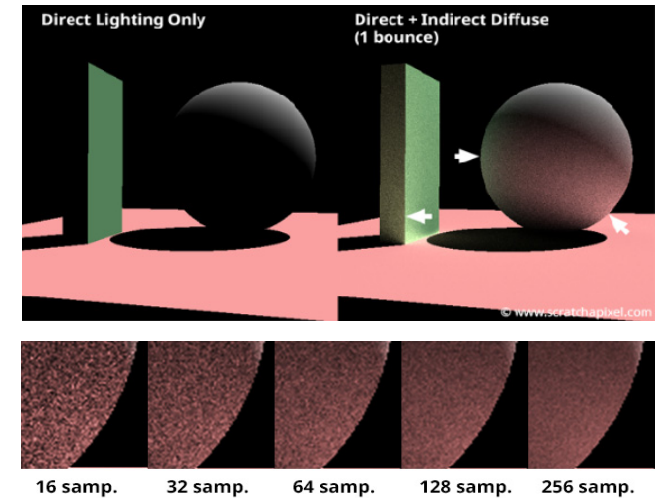 Direct Lighting Only
Direct + Indirect Diffuse
(1 bounce)
© www.scratchapixel.com
16 samp.
32 samp.
64 samp.
128 samp.
256 samp.